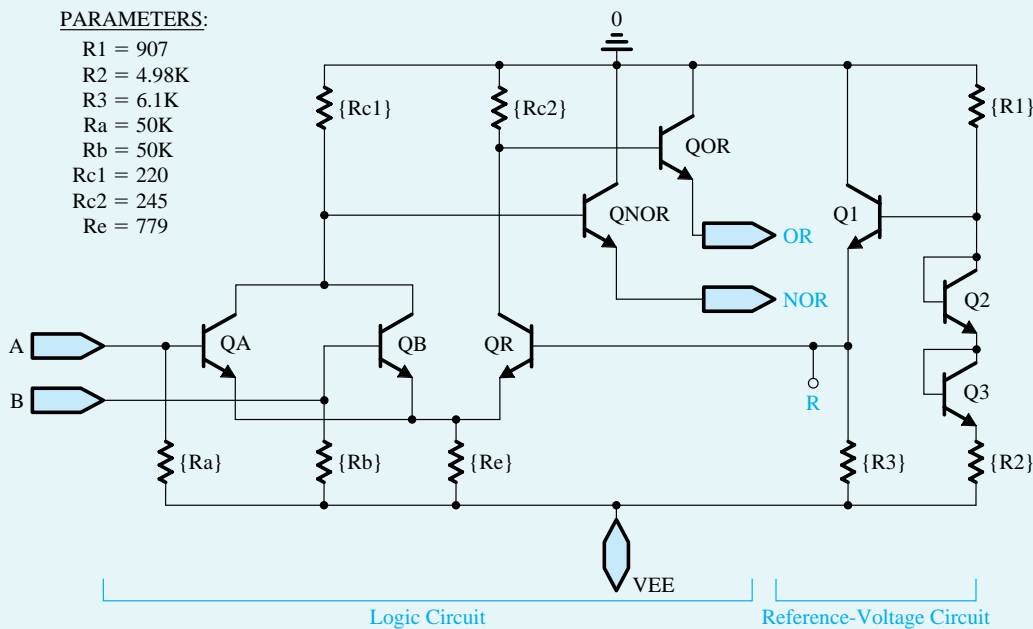 PARAMETERS:
R1 = 907
R2 = 4.98K
R3 = 6.1K
Ra = 50K
Rb = 50K
Rc1 = 220
Rc2 = 245
Re = 779
0
{Rc1}
{Rc2}
{R1}
QOR
QNOR
Q1
OR
NOR
Q2
A
QA
QB
QR
B
R
Q3
{Ra}
{Rb}
{Re}
{R3}
{R2}
VEE
Logic Circuit
Reference-Voltage Circuit